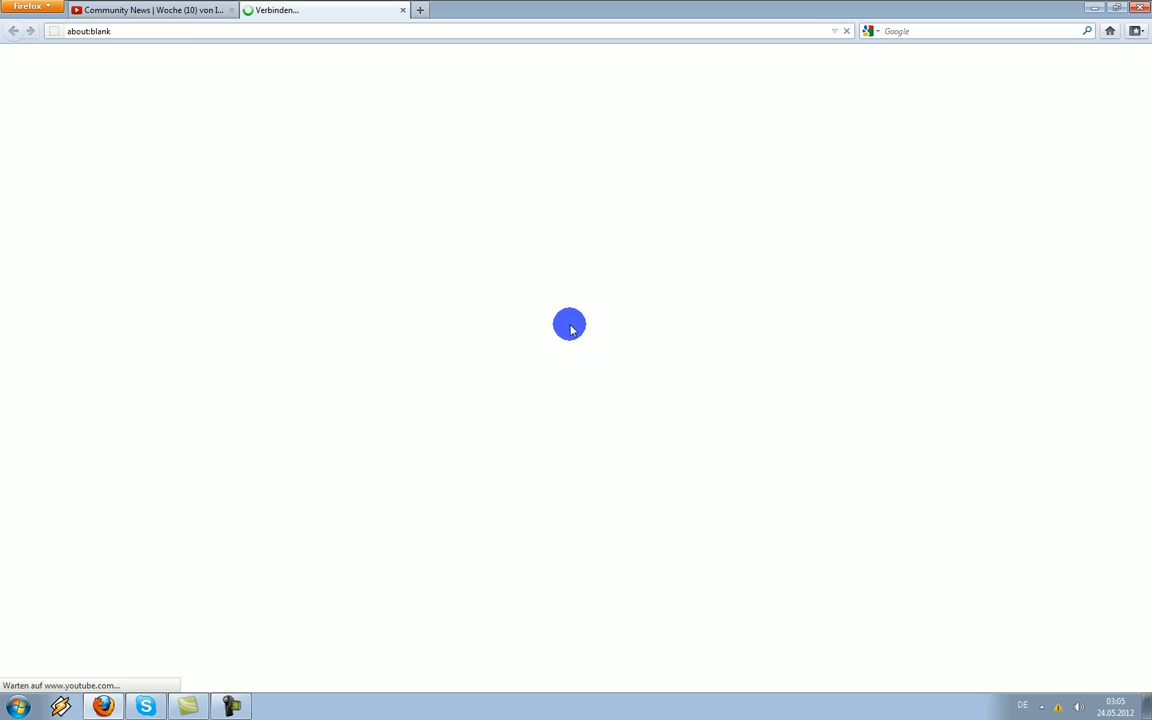 Firefox
Community News | Woche (10) von I...
Verbinden...
about:blank
Google
Warten auf www.youtube.com...
DE
03:05
24.05.2012